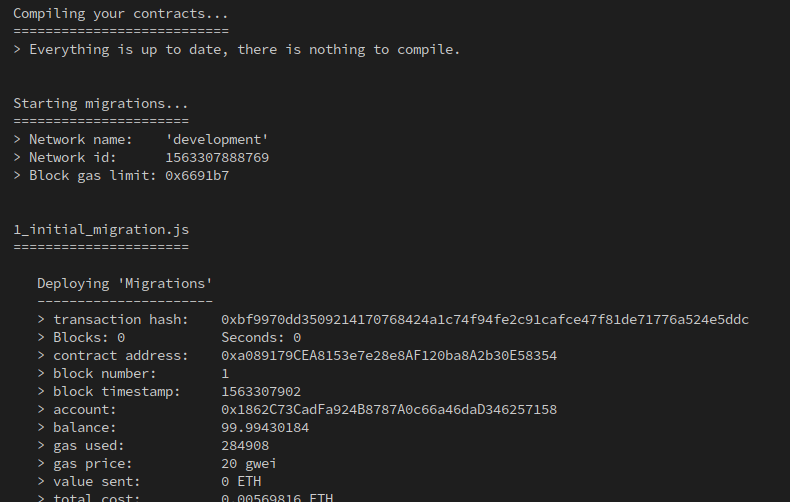 Compiling your contracts...
===========================
> Everything is up to date, there is nothing to compile.
Starting migrations...
======================
> Network name:    'development'
> Network id:      1563307888769
> Block gas limit: 0x6691b7
1_initial_migration.js
======================
Deploying 'Migrations'
----------------------
> transaction hash:    0xbf9970dd3509214170768424a1c74f94fe2c91cafce47f81de71776a524e5ddc
> Blocks: 0            Seconds: 0
> contract address:    0xa089179CEA8153e7e28e8AF120ba8A2b30E58354
> block number:        1
> block timestamp:     1563307902
> account:             0x1862C73CadFa924B8787A0c66a46daD346257158
> balance:             99.99430184
> gas used:            284908
> gas price:           20 gwei
> value sent:          0 ETH
> total cost:          0.00569816 ETH